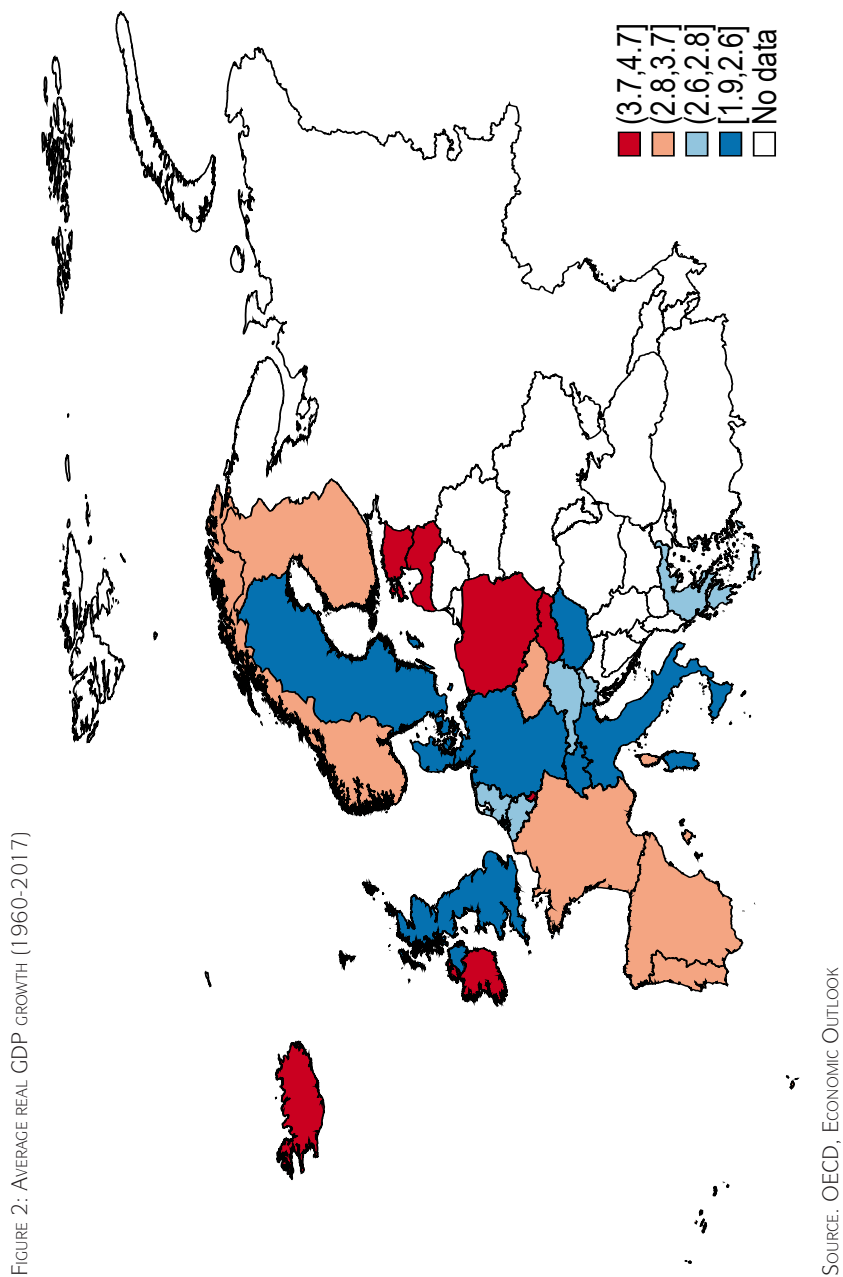 FIGURE 2: AVERAGE REAL GDP GROWTH (1960-2017)
(3.7,4.7]
(2.8,3.7]
(2.6,2.8]
[1.9,2.6]
No data
SOURCE. OECD, ECONOMIC OUTLOOK